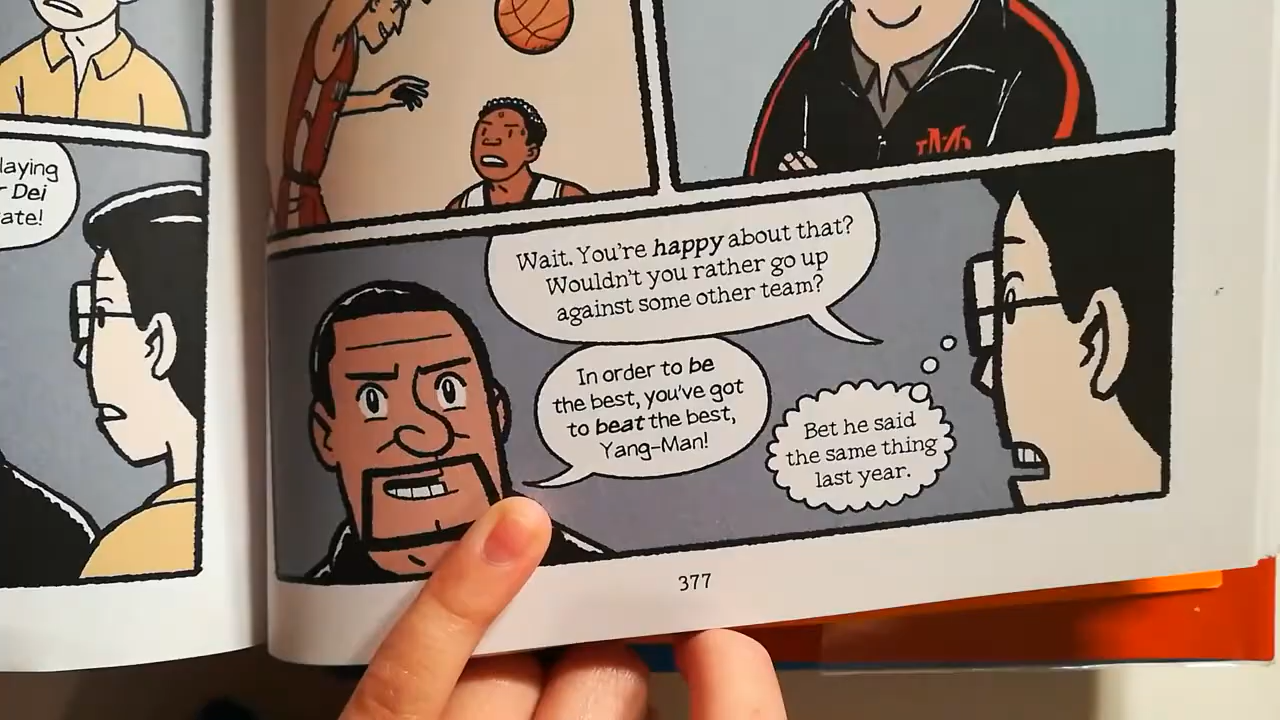 laying
r Dei
ate!
Wait. You're happy about that?
Wouldn't you rather go up
against some other team?
In order to be
the best, you've got
to beat the best,
Yang-Man!
Bet he said
the same thing
last year.
377